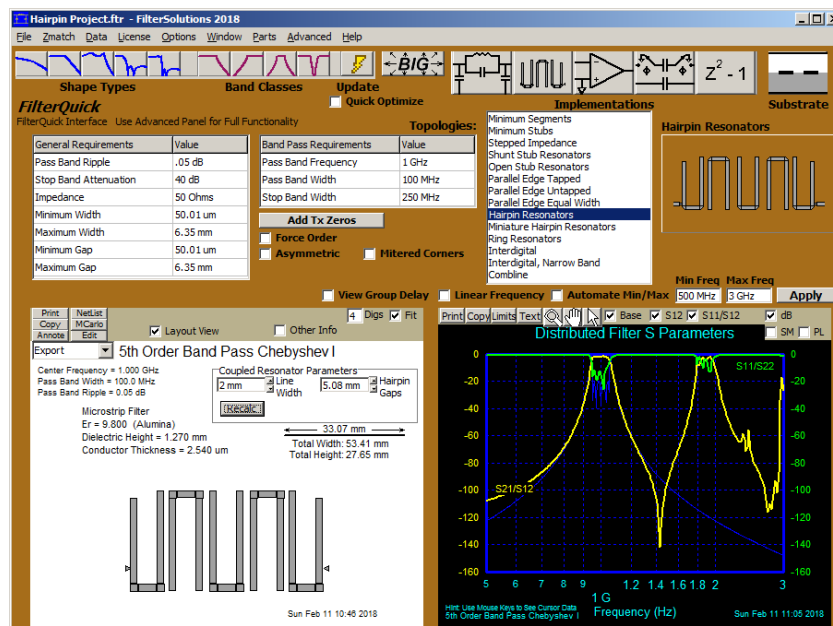 Hairpin Project.ftr - FilterSolutions 2018
File Zmatch Data License Options Window Parts Advanced Help
BIG
Z² - 1
Shape Types Band Classes Update
Quick Optimize
Implementations Substrate
FilterQuick
FilterQuick Interface Use Advanced Panel for Full Functionality
Topologies:
General Requirements Value
Pass Band Ripple .05 dB
Stop Band Attenuation 40 dB
Impedance 50 Ohms
Minimum Width 50.01 um
Maximum Width 6.35 mm
Minimum Gap 50.01 um
Maximum Gap 6.35 mm
Band Pass Requirements Value
Pass Band Frequency 1 GHz
Pass Band Width 100 MHz
Stop Band Width 250 MHz
Add Tx Zeros
Force Order
Asymmetric Mitered Corners
Minimum Segments
Minimum Stubs
Stepped Impedance
Shunt Stub Resonators
Open Stub Resonators
Parallel Edge Tapped
Parallel Edge Untapped
Parallel Edge Equal Width
Hairpin Resonators
Miniature Hairpin Resonators
Ring Resonators
Interdigital
Interdigital, Narrow Band
Combline
Hairpin Resonators
Min Freq Max Freq
View Group Delay Linear Frequency Automate Min/Max 500 MHz 3 GHz Apply
Print NetList
Copy MCarlo
Annote Edit
Layout View Other Info
4 Digs Fit
Export 5th Order Band Pass Chebyshev I
Center Frequency = 1.000 GHz
Pass Band Width = 100.0 MHz
Pass Band Ripple = 0.05 dB
Coupled Resonator Parameters
2 mm Line Width 5.08 mm Hairpin Gaps
Recalc
Microstrip Filter
Er = 9.800 (Alumina)
Dielectric Height = 1.270 mm
Conductor Thickness = 2.540 um
33.07 mm
Total Width: 53.41 mm
Total Height: 27.65 mm
Sun Feb 11 10:46 2018
Print Copy Limits Text Base S12 S11/S12 dB
SM PL
Distributed Filter S Parameters
S11/S22
S21/S12
0 0
-20 -20
-40 -40
-60 -60
-80 -80
-100 -100
-120 -120
-140 -140
-160 -160
5 6 7 8 9 1.2 1.4 1.6 1.8 2 3
1 G
Frequency (Hz)
Hint: Use Mouse Keys to See Cursor Data
5th Order Band Pass Chebyshev I
Sun Feb 11 11:05 2018